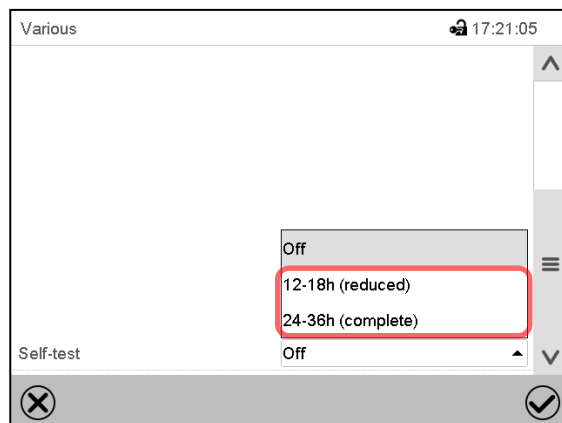 Various 17:21:05
Off
12-18h (reduced)
24-36h (complete)
Self-test Off